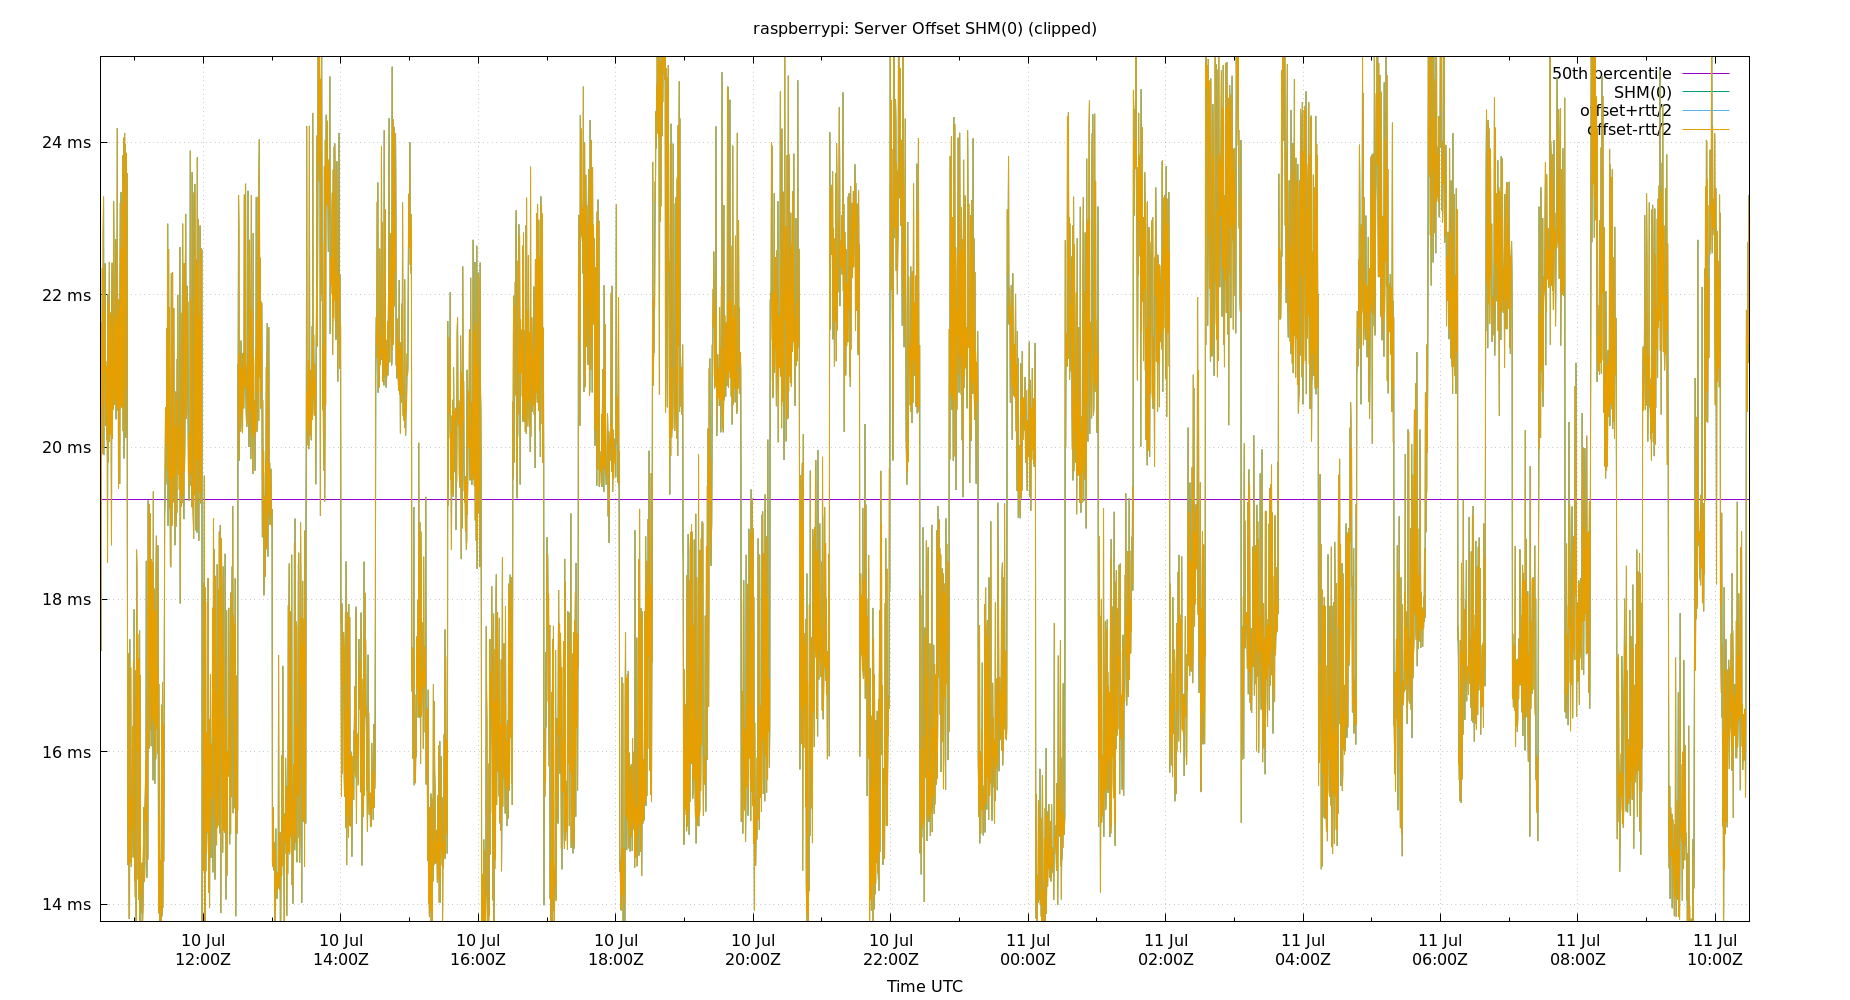 raspberrypi: Server Offset SHM(0) (clipped)
50th percentile
SHM(0)
offset+rtt/2
offset-rtt/2
24 ms
22 ms
20 ms
18 ms
16 ms
14 ms
10 Jul 10 Jul 10 Jul 10 Jul 10 Jul 10 Jul 11 Jul 11 Jul 11 Jul 11 Jul 11 Jul 11 Jul
12:00Z 14:00Z 16:00Z 18:00Z 20:00Z 22:00Z 00:00Z 02:00Z 04:00Z 06:00Z 08:00Z 10:00Z
Time UTC